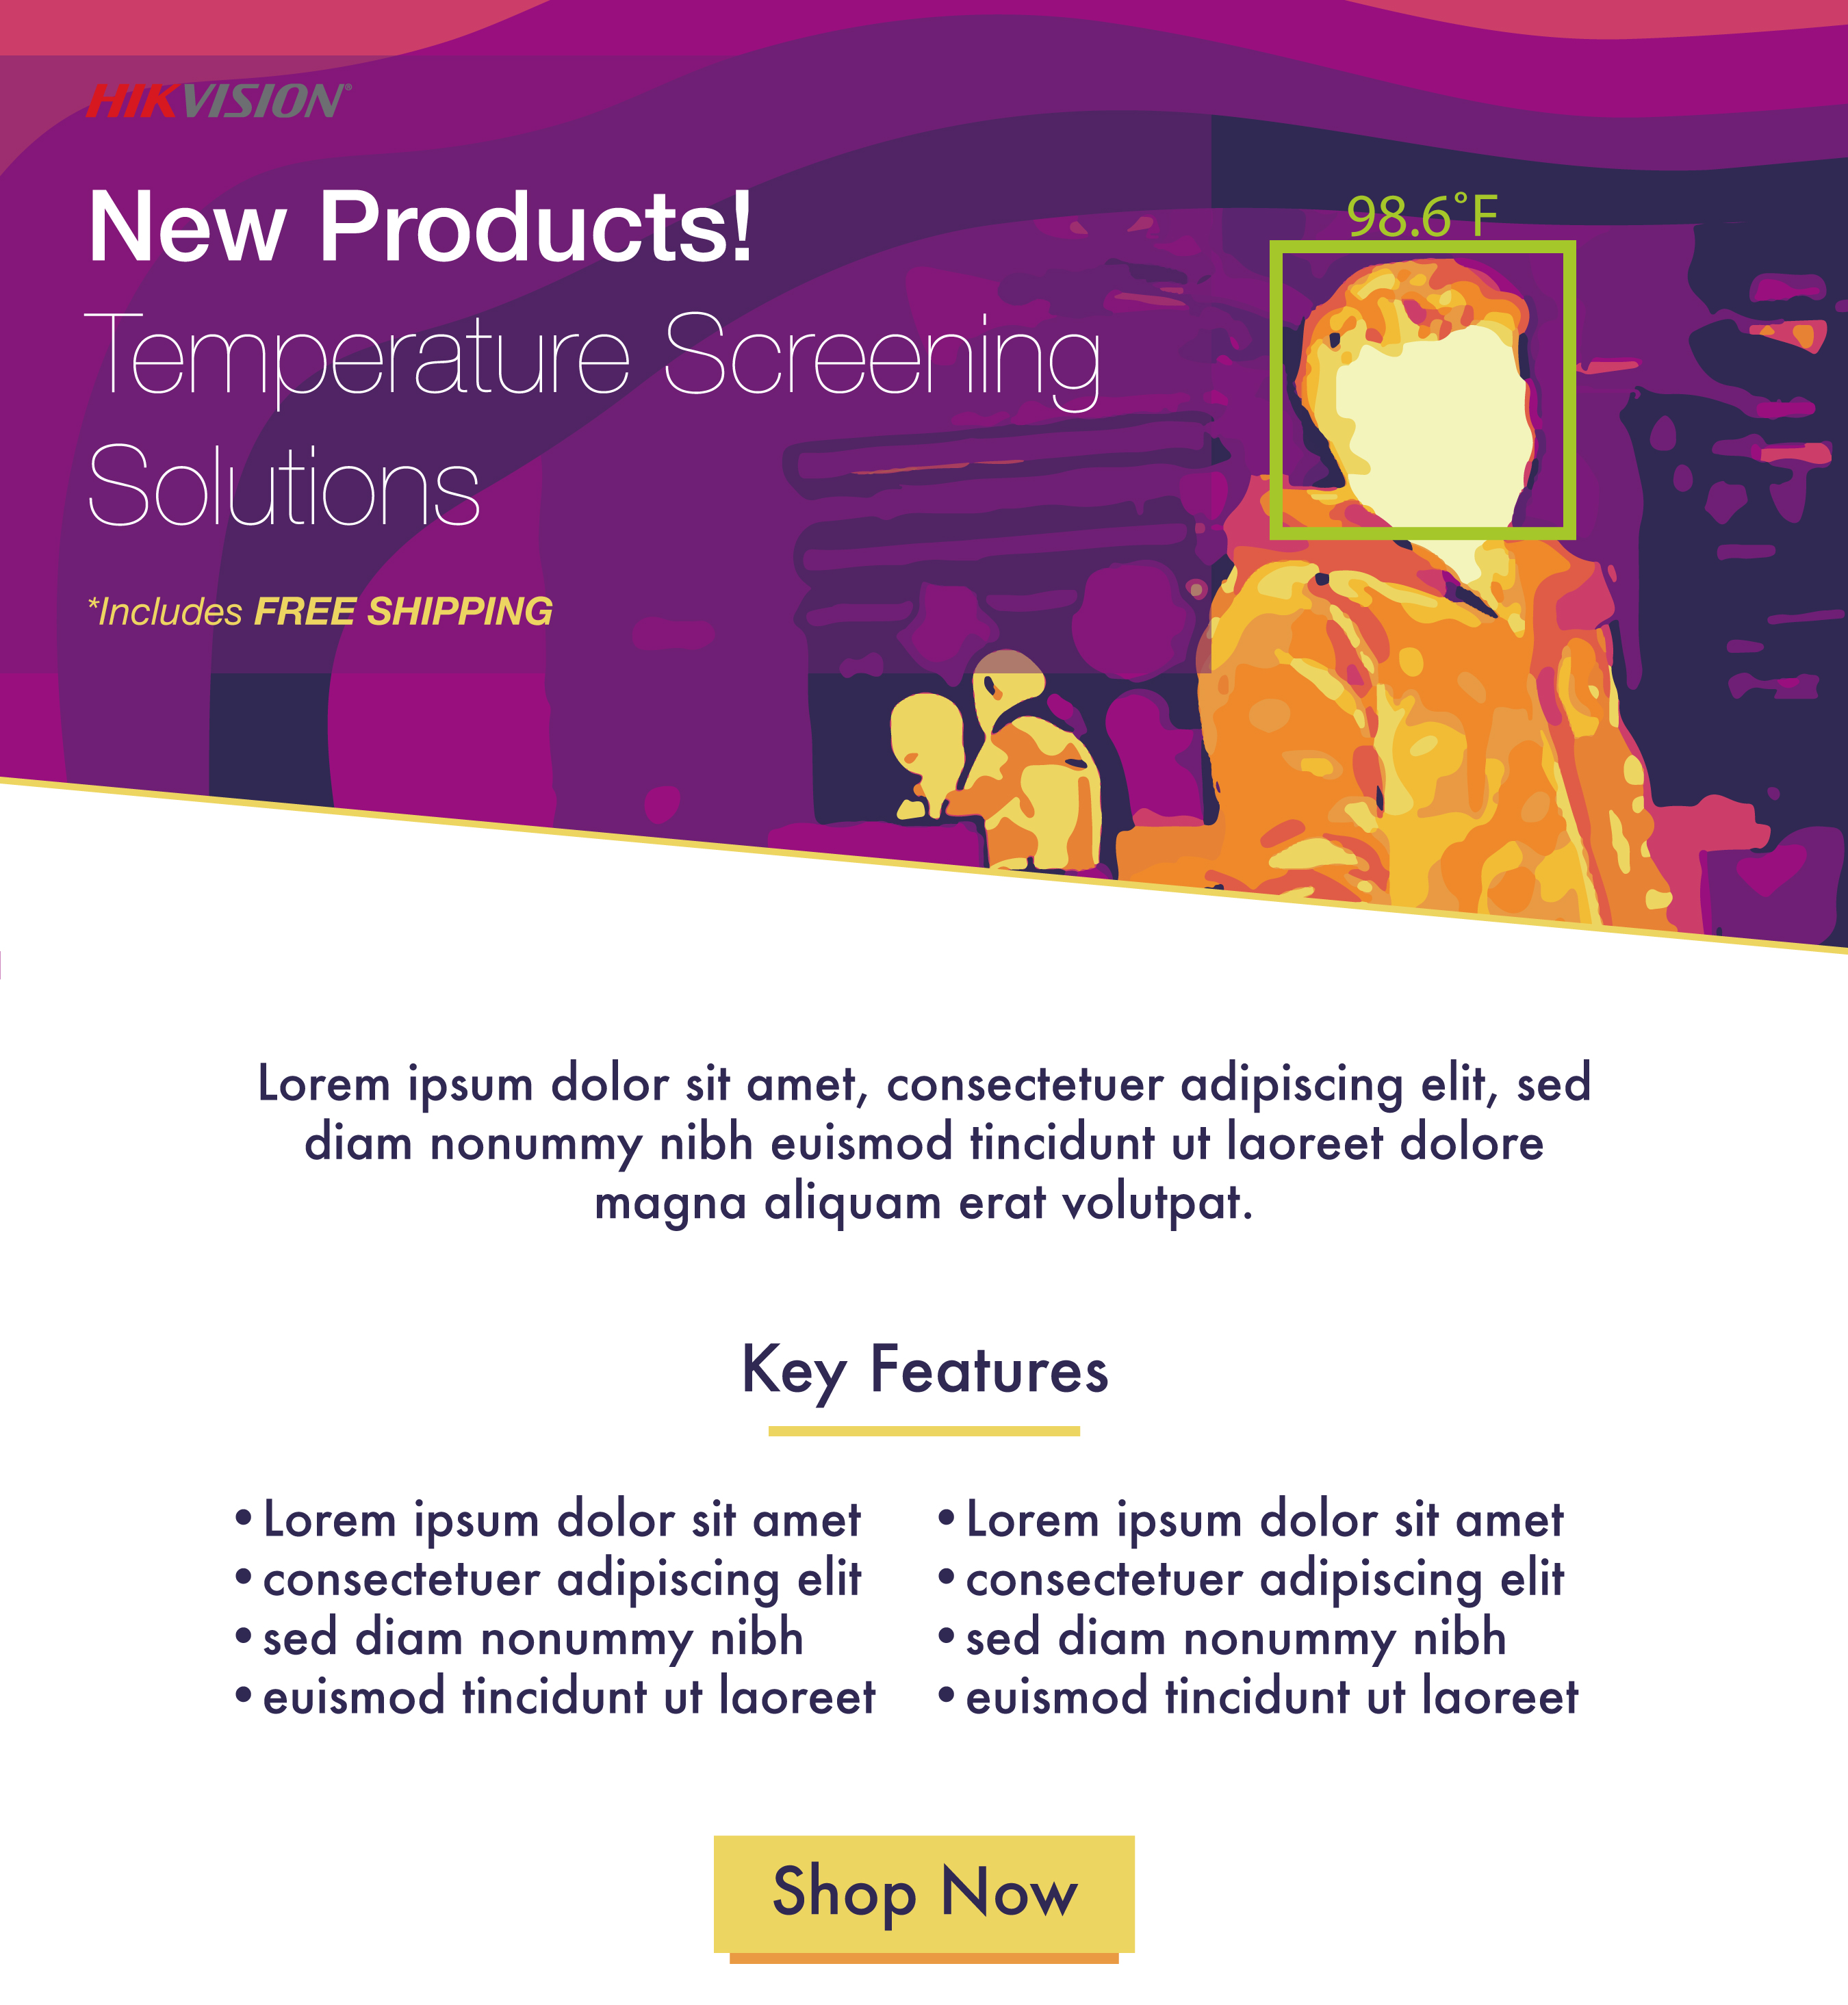 HIKVISION®
New Products!
Temperature Screening
Solutions
*Includes FREE SHIPPING
98.6°F
Lorem ipsum dolor sit amet, consectetuer adipiscing elit, sed
diam nonummy nibh euismod tincidunt ut laoreet dolore
magna aliquam erat volutpat.
Key Features
•Lorem ipsum dolor sit amet
•consectetuer adipiscing elit
•sed diam nonummy nibh
•euismod tincidunt ut laoreet
•Lorem ipsum dolor sit amet
•consectetuer adipiscing elit
•sed diam nonummy nibh
•euismod tincidunt ut laoreet
Shop Now